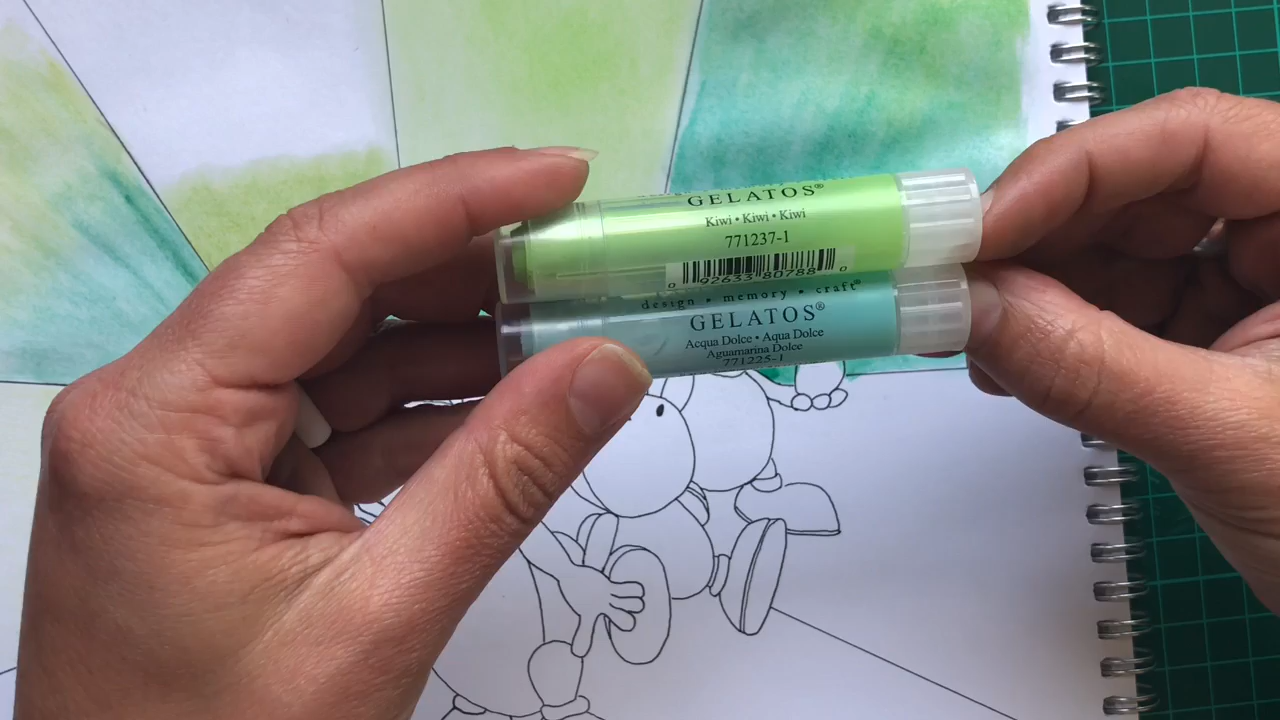 GELATOS®
Kiwi • Kiwi • Kiwi
771237-1
0 92633 80788 0
design • memory • craft®
GELATOS®
Acqua Dolce • Aqua Dolce
Aguamarina Dolce
771225-1